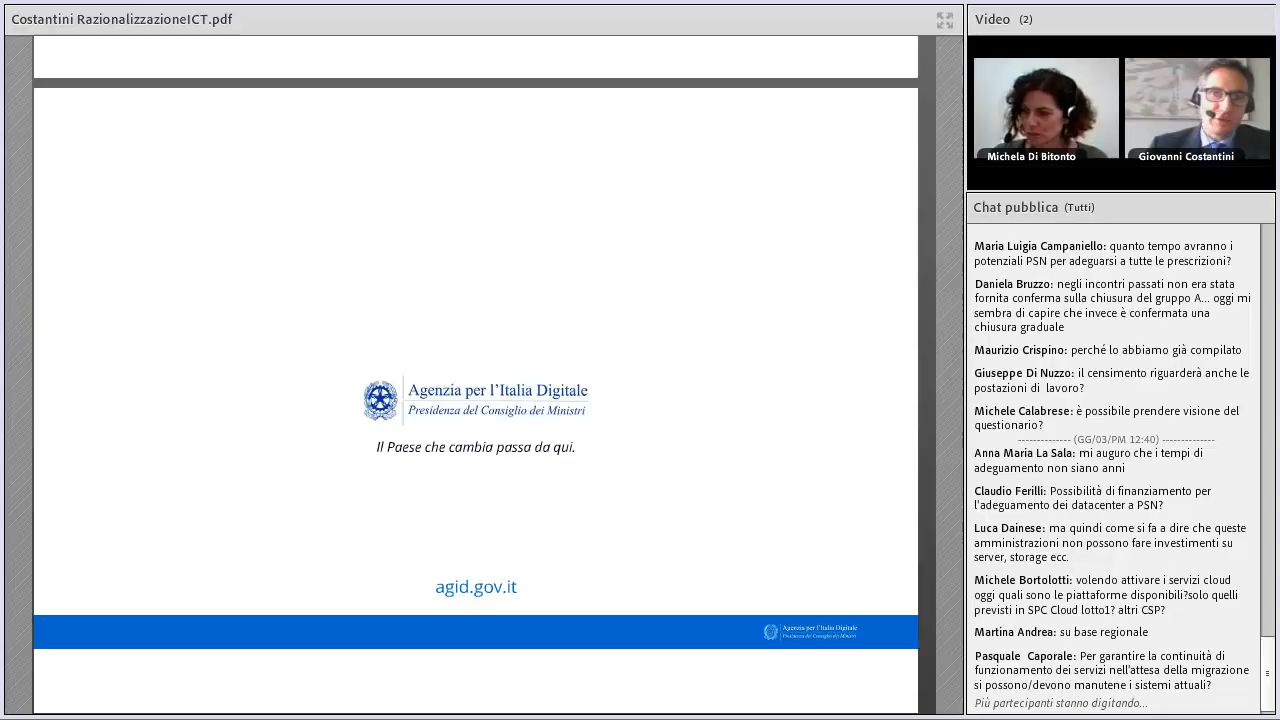 Costantini RazionalizzazioneICT.pdf
Agenzia per l'Italia Digitale
Presidenza del Consiglio dei Ministri
Il Paese che cambia passa da qui.
agid.gov.it
Agenzia per l'Italia Digitale
Presidenza del Consiglio dei Ministri
Video (2)
Michela Di Bitonto
Giovanni Costantini
Chat pubblica (Tutti)
Maria Luigia Campaniello: quanto tempo avranno i
potenziali PSN per adeguarsi a tutte le prescrizioni?
Daniela Bruzzo: negli incontri passati non era stata
fornita conferma sulla chiusura del gruppo A... oggi mi
sembra di capire che invece è confermata una
chiusura graduale
Maurizio Crispino: perché lo abbiamo già compilato
Giuseppe Di Nuzzo: il censimento riguarderà anche le
postazioni di lavoro?
Michele Calabrese: è possibile prendere visione del
questionario?
-------------- (GG/03/PM 12:40) --------------
Anna Maria La Sala: mi auguro che i tempi di
adeguamento non siano anni
Claudio Ferilli: Possibilità di finanziamento per
l'adeguamento dei datacenter a PSN?
Luca Dainese: ma quindi come si fa a dire che queste
amministrazioni non possono fare investimenti su
server, storage ecc.
Michele Bortolotti: volendo attivare i servizi cloud
oggi quali sono le piattaforme disponibili?solo quelli
previsti in SPC Cloud lotto1? altri CSP?
Martina Andrea: su base regionale
Pasquale Caporale: Per garantire la continuità di
funzionamento dei servizi nell'attesa della migrazione
si possono/devono manutene i sistemi attuali?
Più partecipanti stanno digitando...